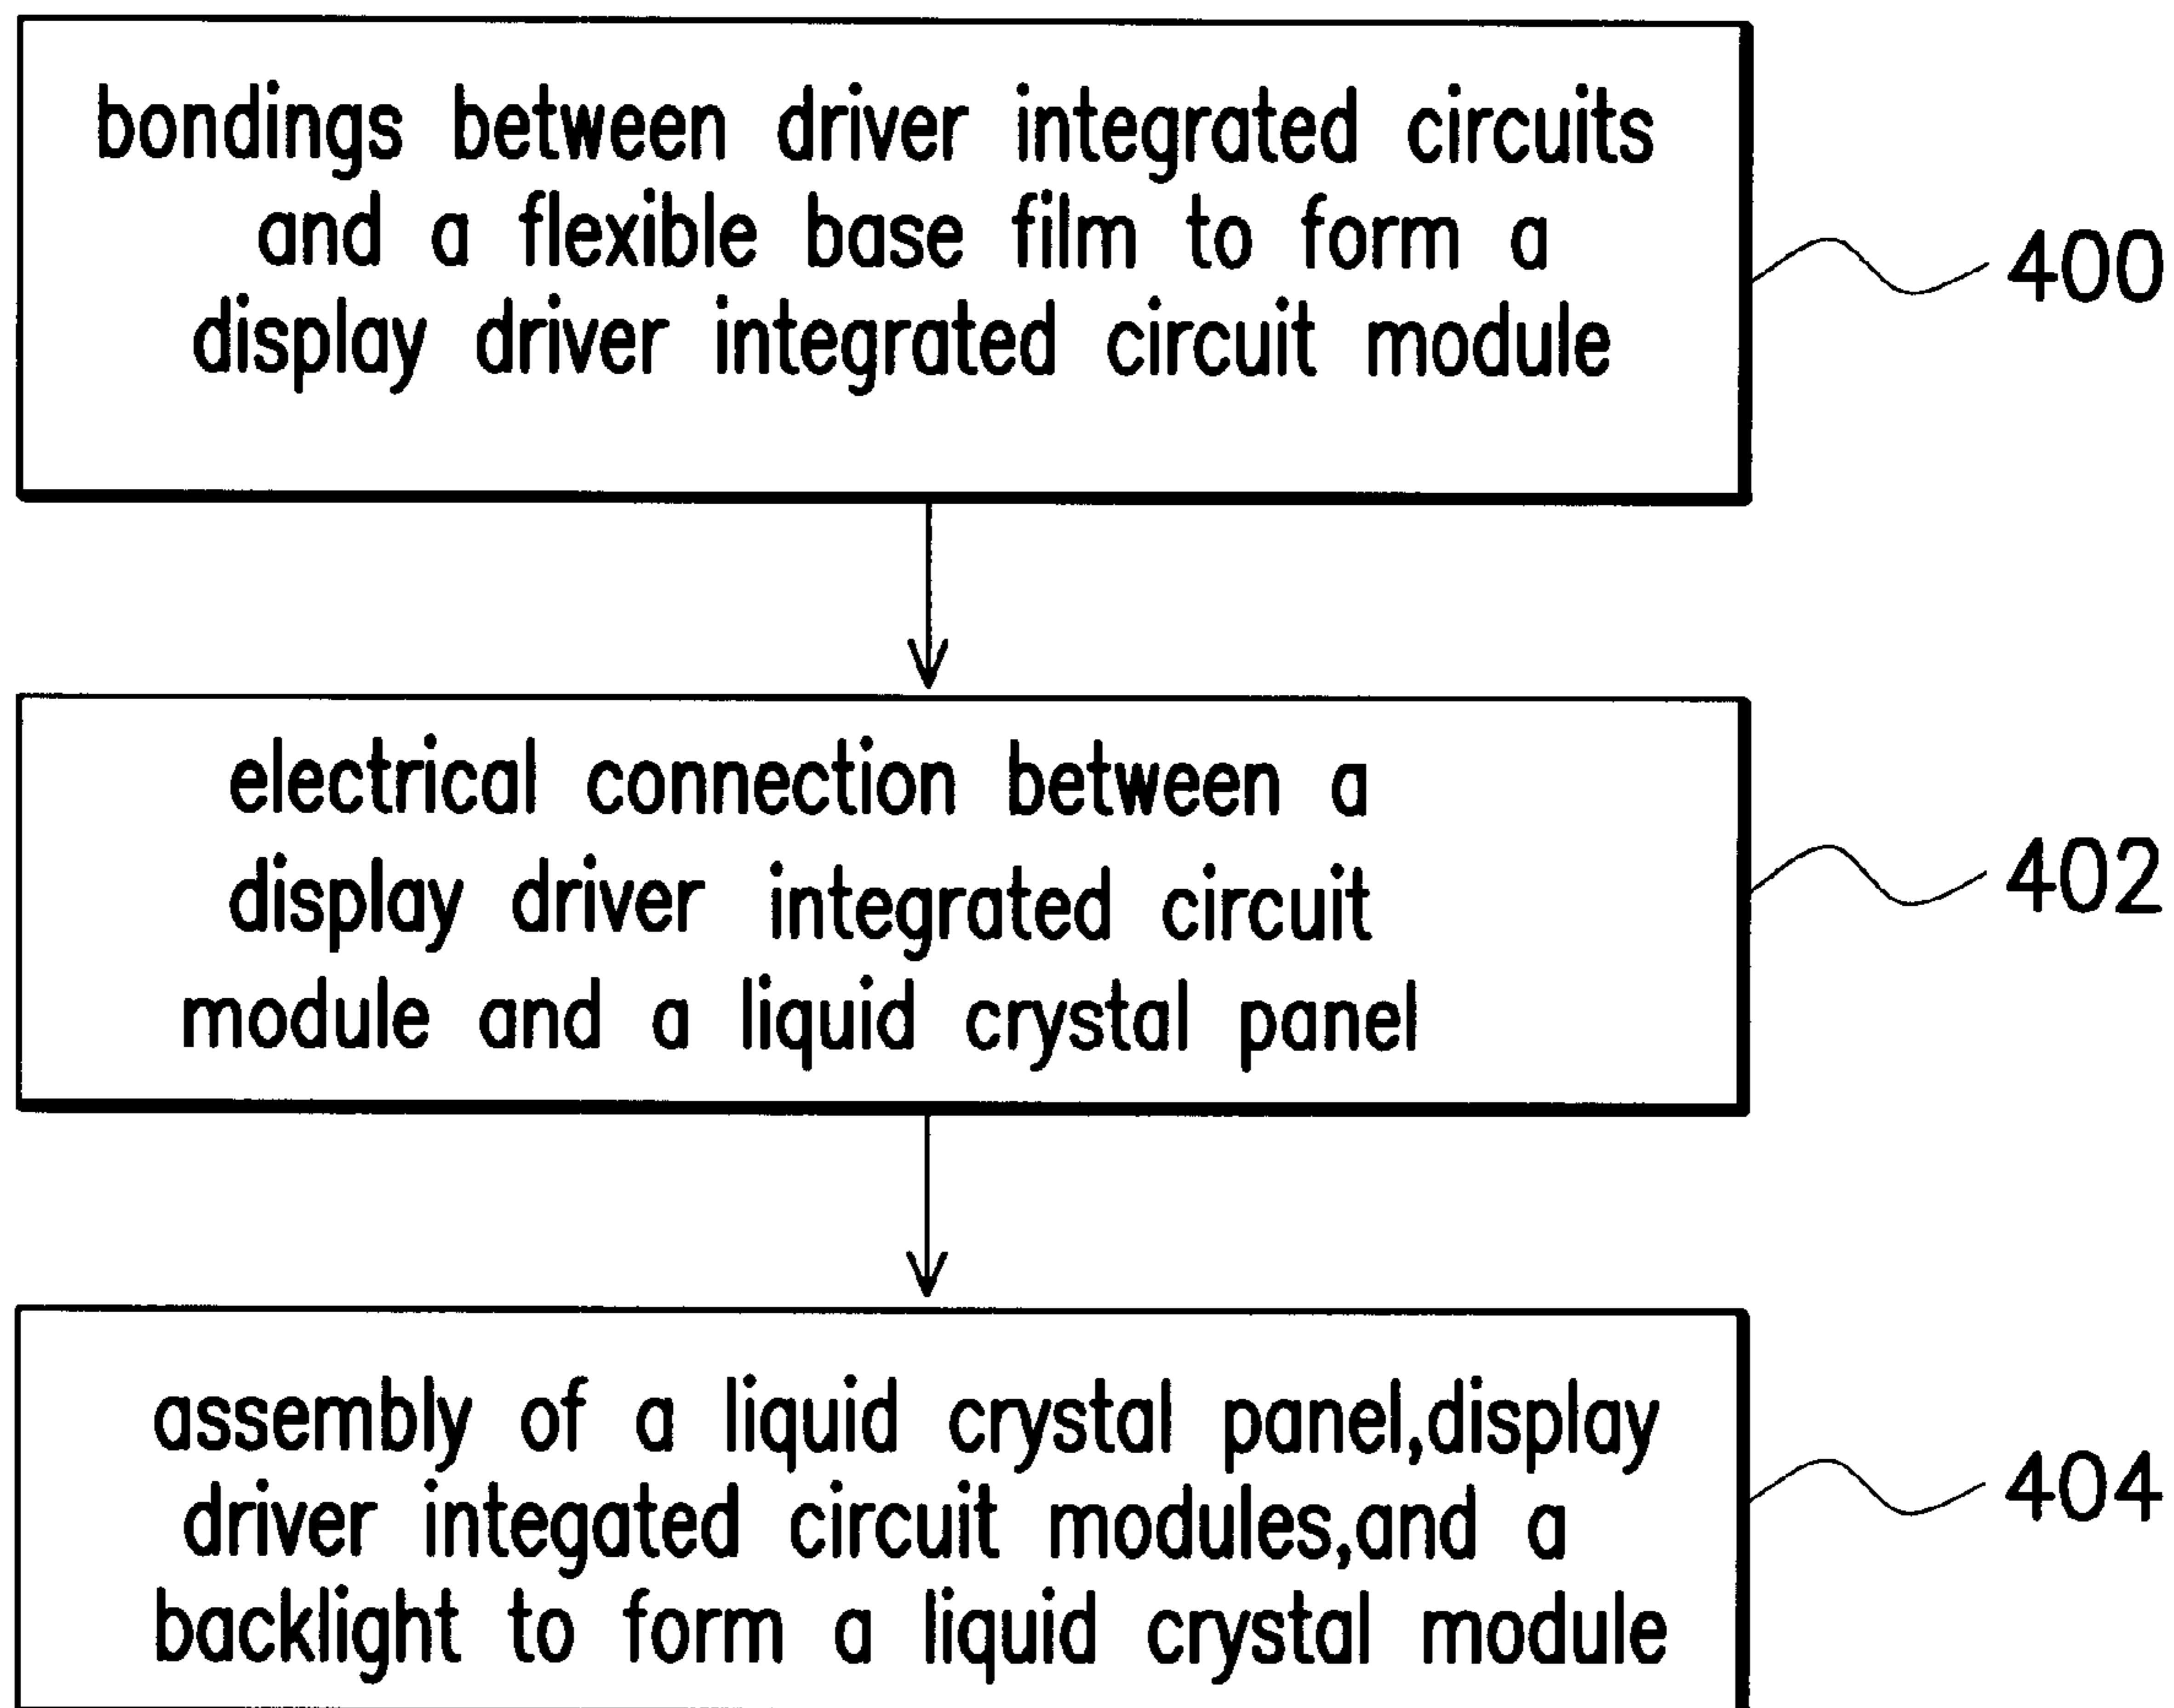 bondings between driver integrated circuits
and a flexible base film to form a
display driver integrated circuit module
400
electrical connection between a
display driver integrated circuit
module and a liquid crystal panel
402
assembly of a liquid crystal panel,display
driver integated circuit modules,and a
backlight to form a liquid crystal module
404